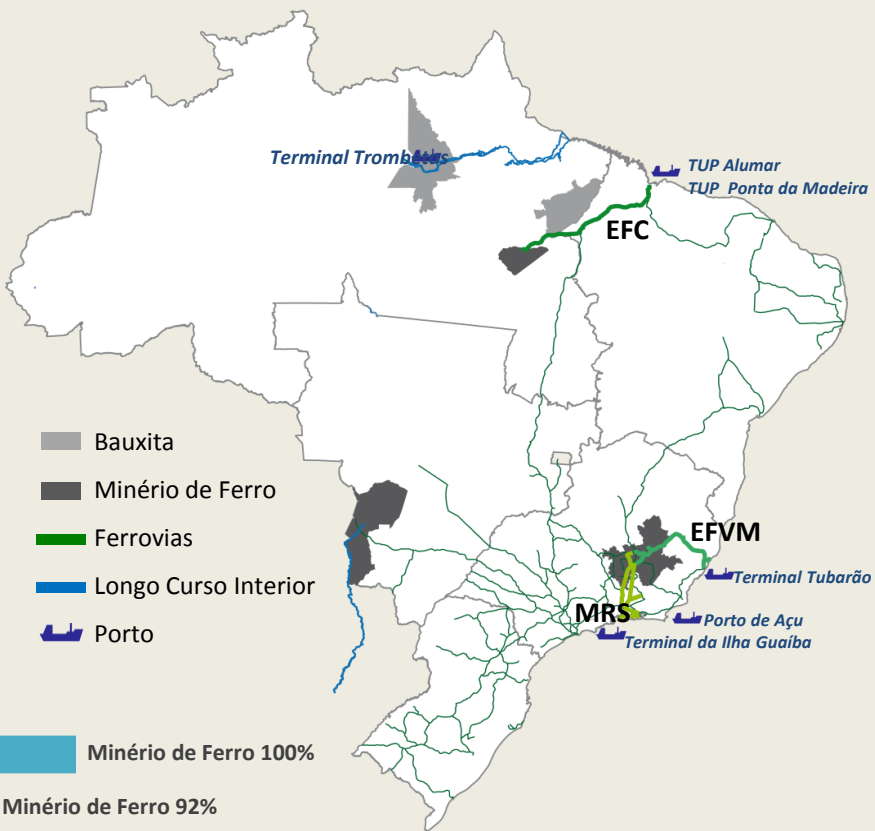 Terminal Trombetas
TUP Alumar
TUP Ponta da Madeira
EFC
Bauxita
Minério de Ferro
Ferrovias
Longo Curso Interior
Porto
EFVM
Terminal Tubarão
MRS
Porto de Açu
Terminal da Ilha Guaíba
Minério de Ferro 100%
Minério de Ferro 92%